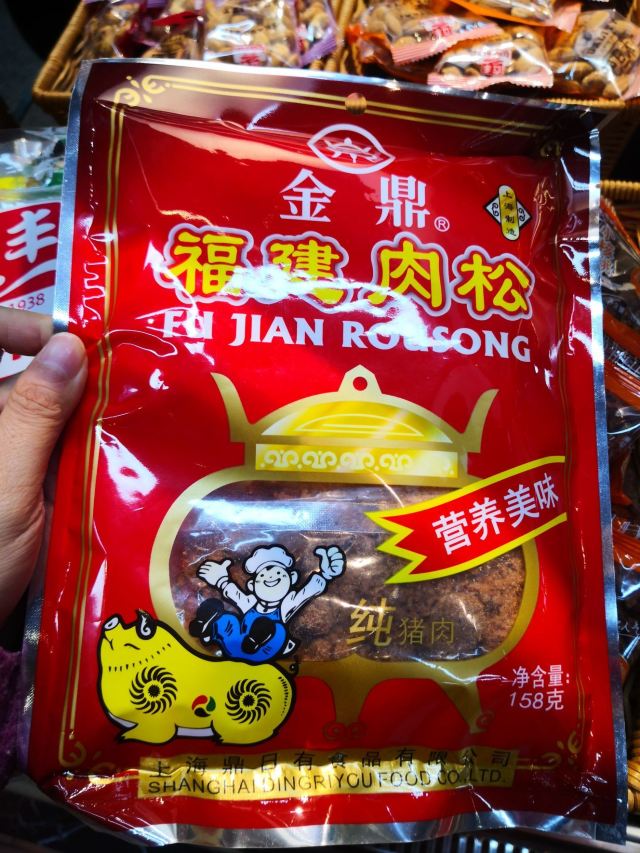 金鼎®
上海制造
福建肉松
FU JIAN ROUSONG
营养美味
纯猪肉
净含量:
158克
上海鼎日有食品有限公司
SHANGHAI DINGRIYOU FOOD CO.,LTD.
丰
1938